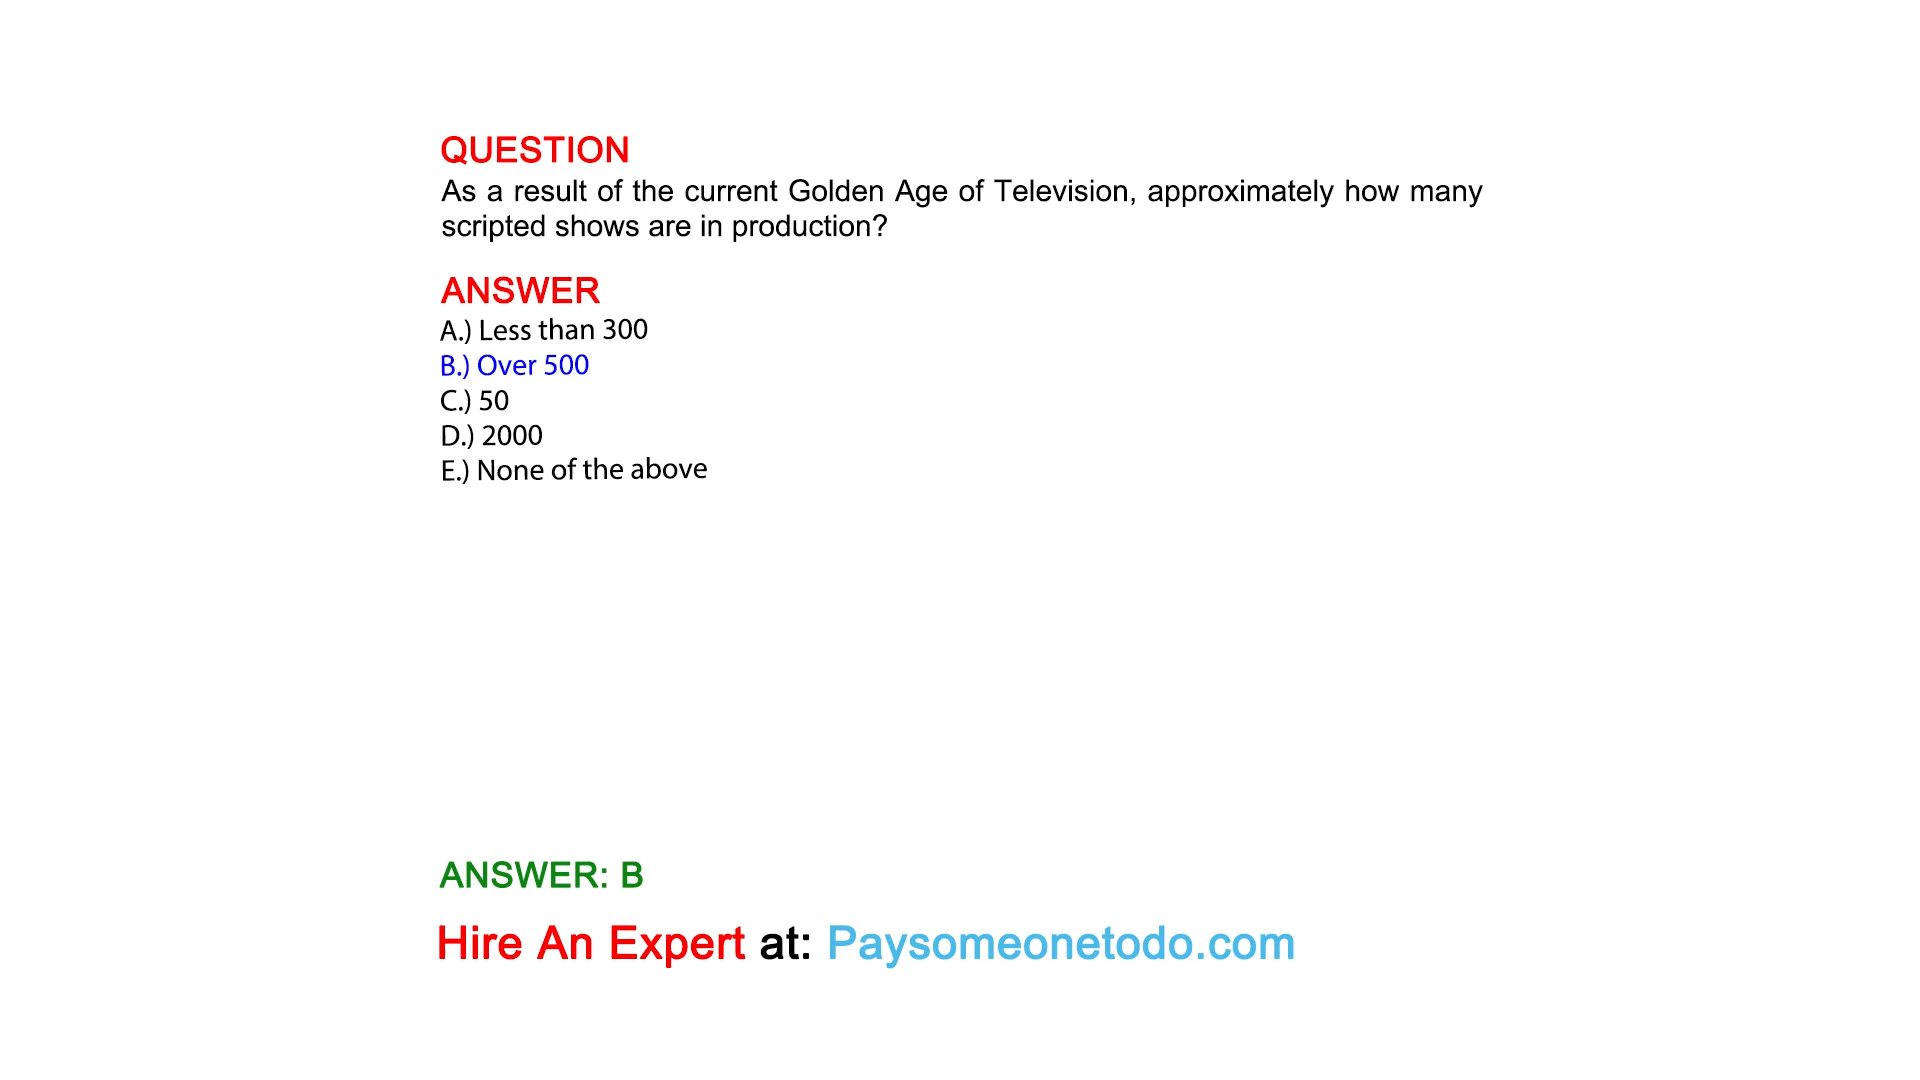 QUESTION
As a result of the current Golden Age of Television, approximately how many
scripted shows are in production?
ANSWER
A.) Less than 300
B.) Over 500
C.) 50
D.) 2000
E.) None of the above
ANSWER: B
Hire An Expert at: Paysomeonetodo.com